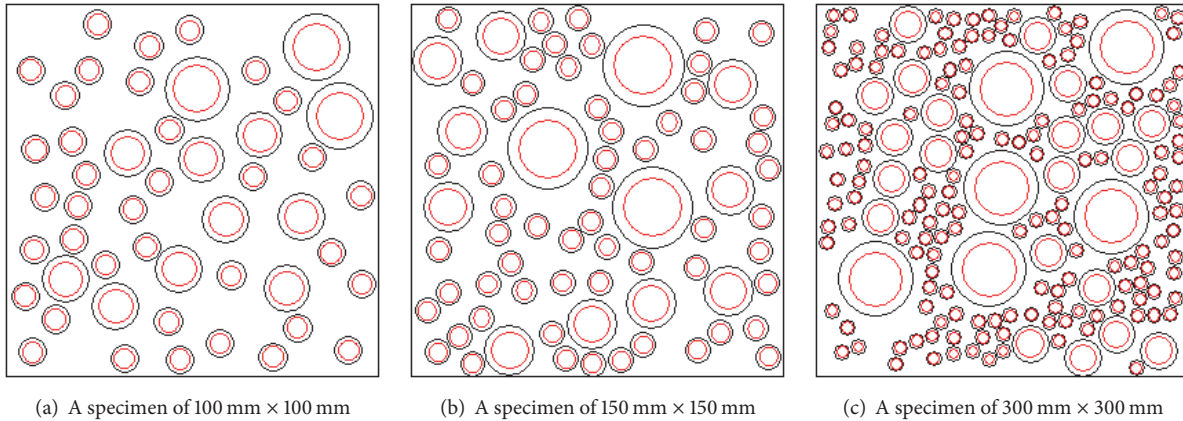 (a) A specimen of 100 mm × 100 mm
(b) A specimen of 150 mm × 150 mm
(c) A specimen of 300 mm × 300 mm